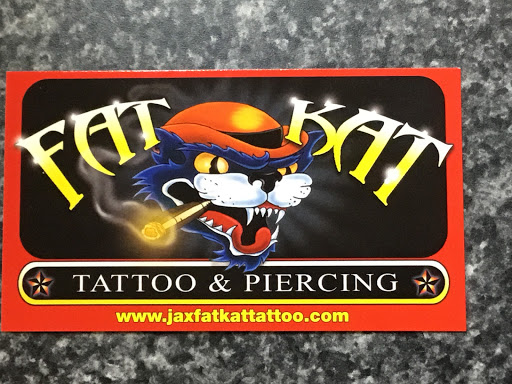 FAT KAT
TATTOO & PIERCING
www.jaxfatkattattoo.com